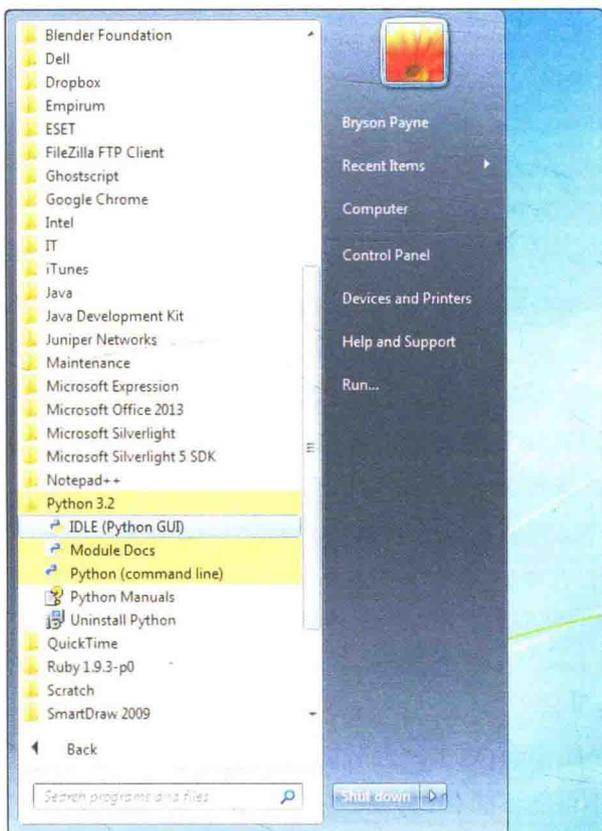 Blender Foundation
Dell
Dropbox
Empirum
ESET
FileZilla FTP Client
Ghostscript
Google Chrome
Intel
IT
iTunes
Java
Java Development Kit
Juniper Networks
Maintenance
Microsoft Expression
Microsoft Office 2013
Microsoft Silverlight
Microsoft Silverlight 5 SDK
Notepad++
Python 3.2
IDLE (Python GUI)
Module Docs
Python (command line)
Python Manuals
Uninstall Python
QuickTime
Ruby 1.9.3-p0
Scratch
SmartDraw 2009
Back
Search programs and files
Bryson Payne
Recent Items
Computer
Control Panel
Devices and Printers
Help and Support
Run...
Shut down